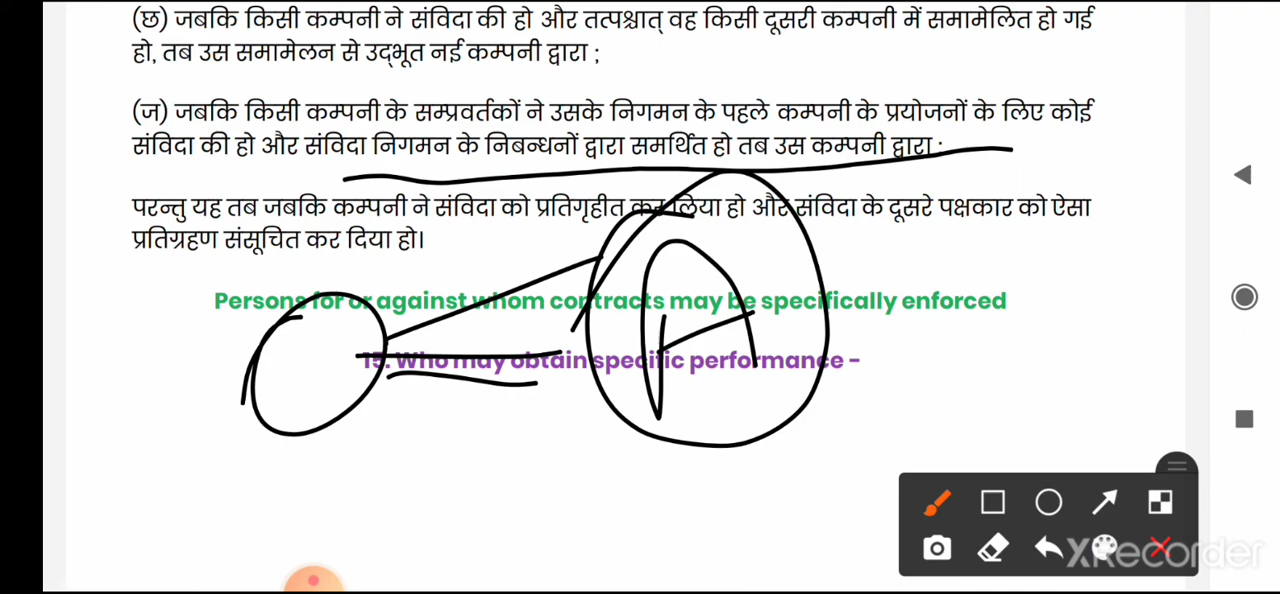 (छ) जबकि किसी कम्पनी ने संविदा की हो और तत्पश्चात् वह किसी दूसरी कम्पनी में समामेलित हो गई
हो, तब उस समामेलन से उद्‌भूत नई कम्पनी द्वारा ;
(ज) जबकि किसी कम्पनी के सम्प्रवर्तकों ने उसके निगमन के पहले कम्पनी के प्रयोजनों के लिए कोई
संविदा की हो और संविदा निगमन के निबन्धनों द्वारा समर्थित हो तब उस कम्पनी द्वारा :
परन्तु यह तब जबकि कम्पनी ने संविदा को प्रतिगृहीत कर लिया हो और संविदा के दूसरे पक्षकार को ऐसा
प्रतिग्रहण संसूचित कर दिया हो।
Persons for or against whom contracts may be specifically enforced
15. Who may obtain specific performance -
A
XRecorder